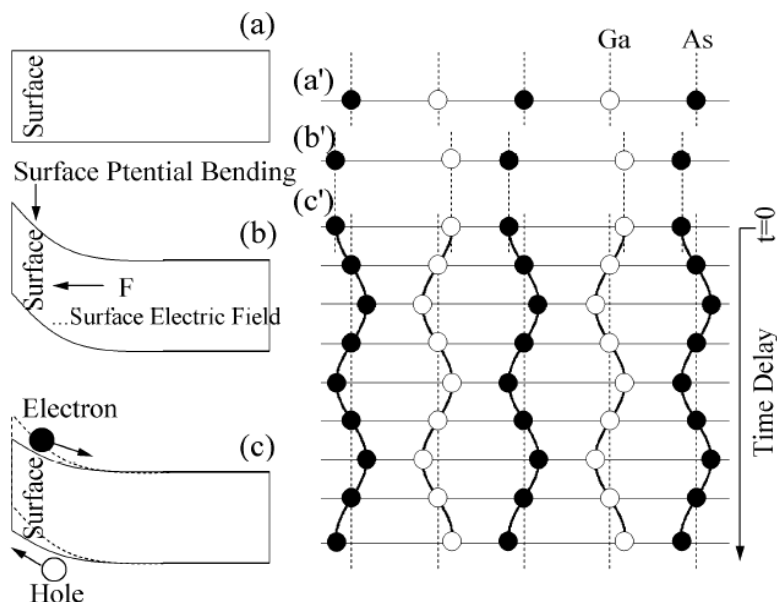 (a)
Surface
Surface Ptential Bending
(b)
Surface
F
...Surface Electric Field
Electron
(c)
Surface
Hole
Ga As
(a')
(b')
(c')
t=0
Time Delay